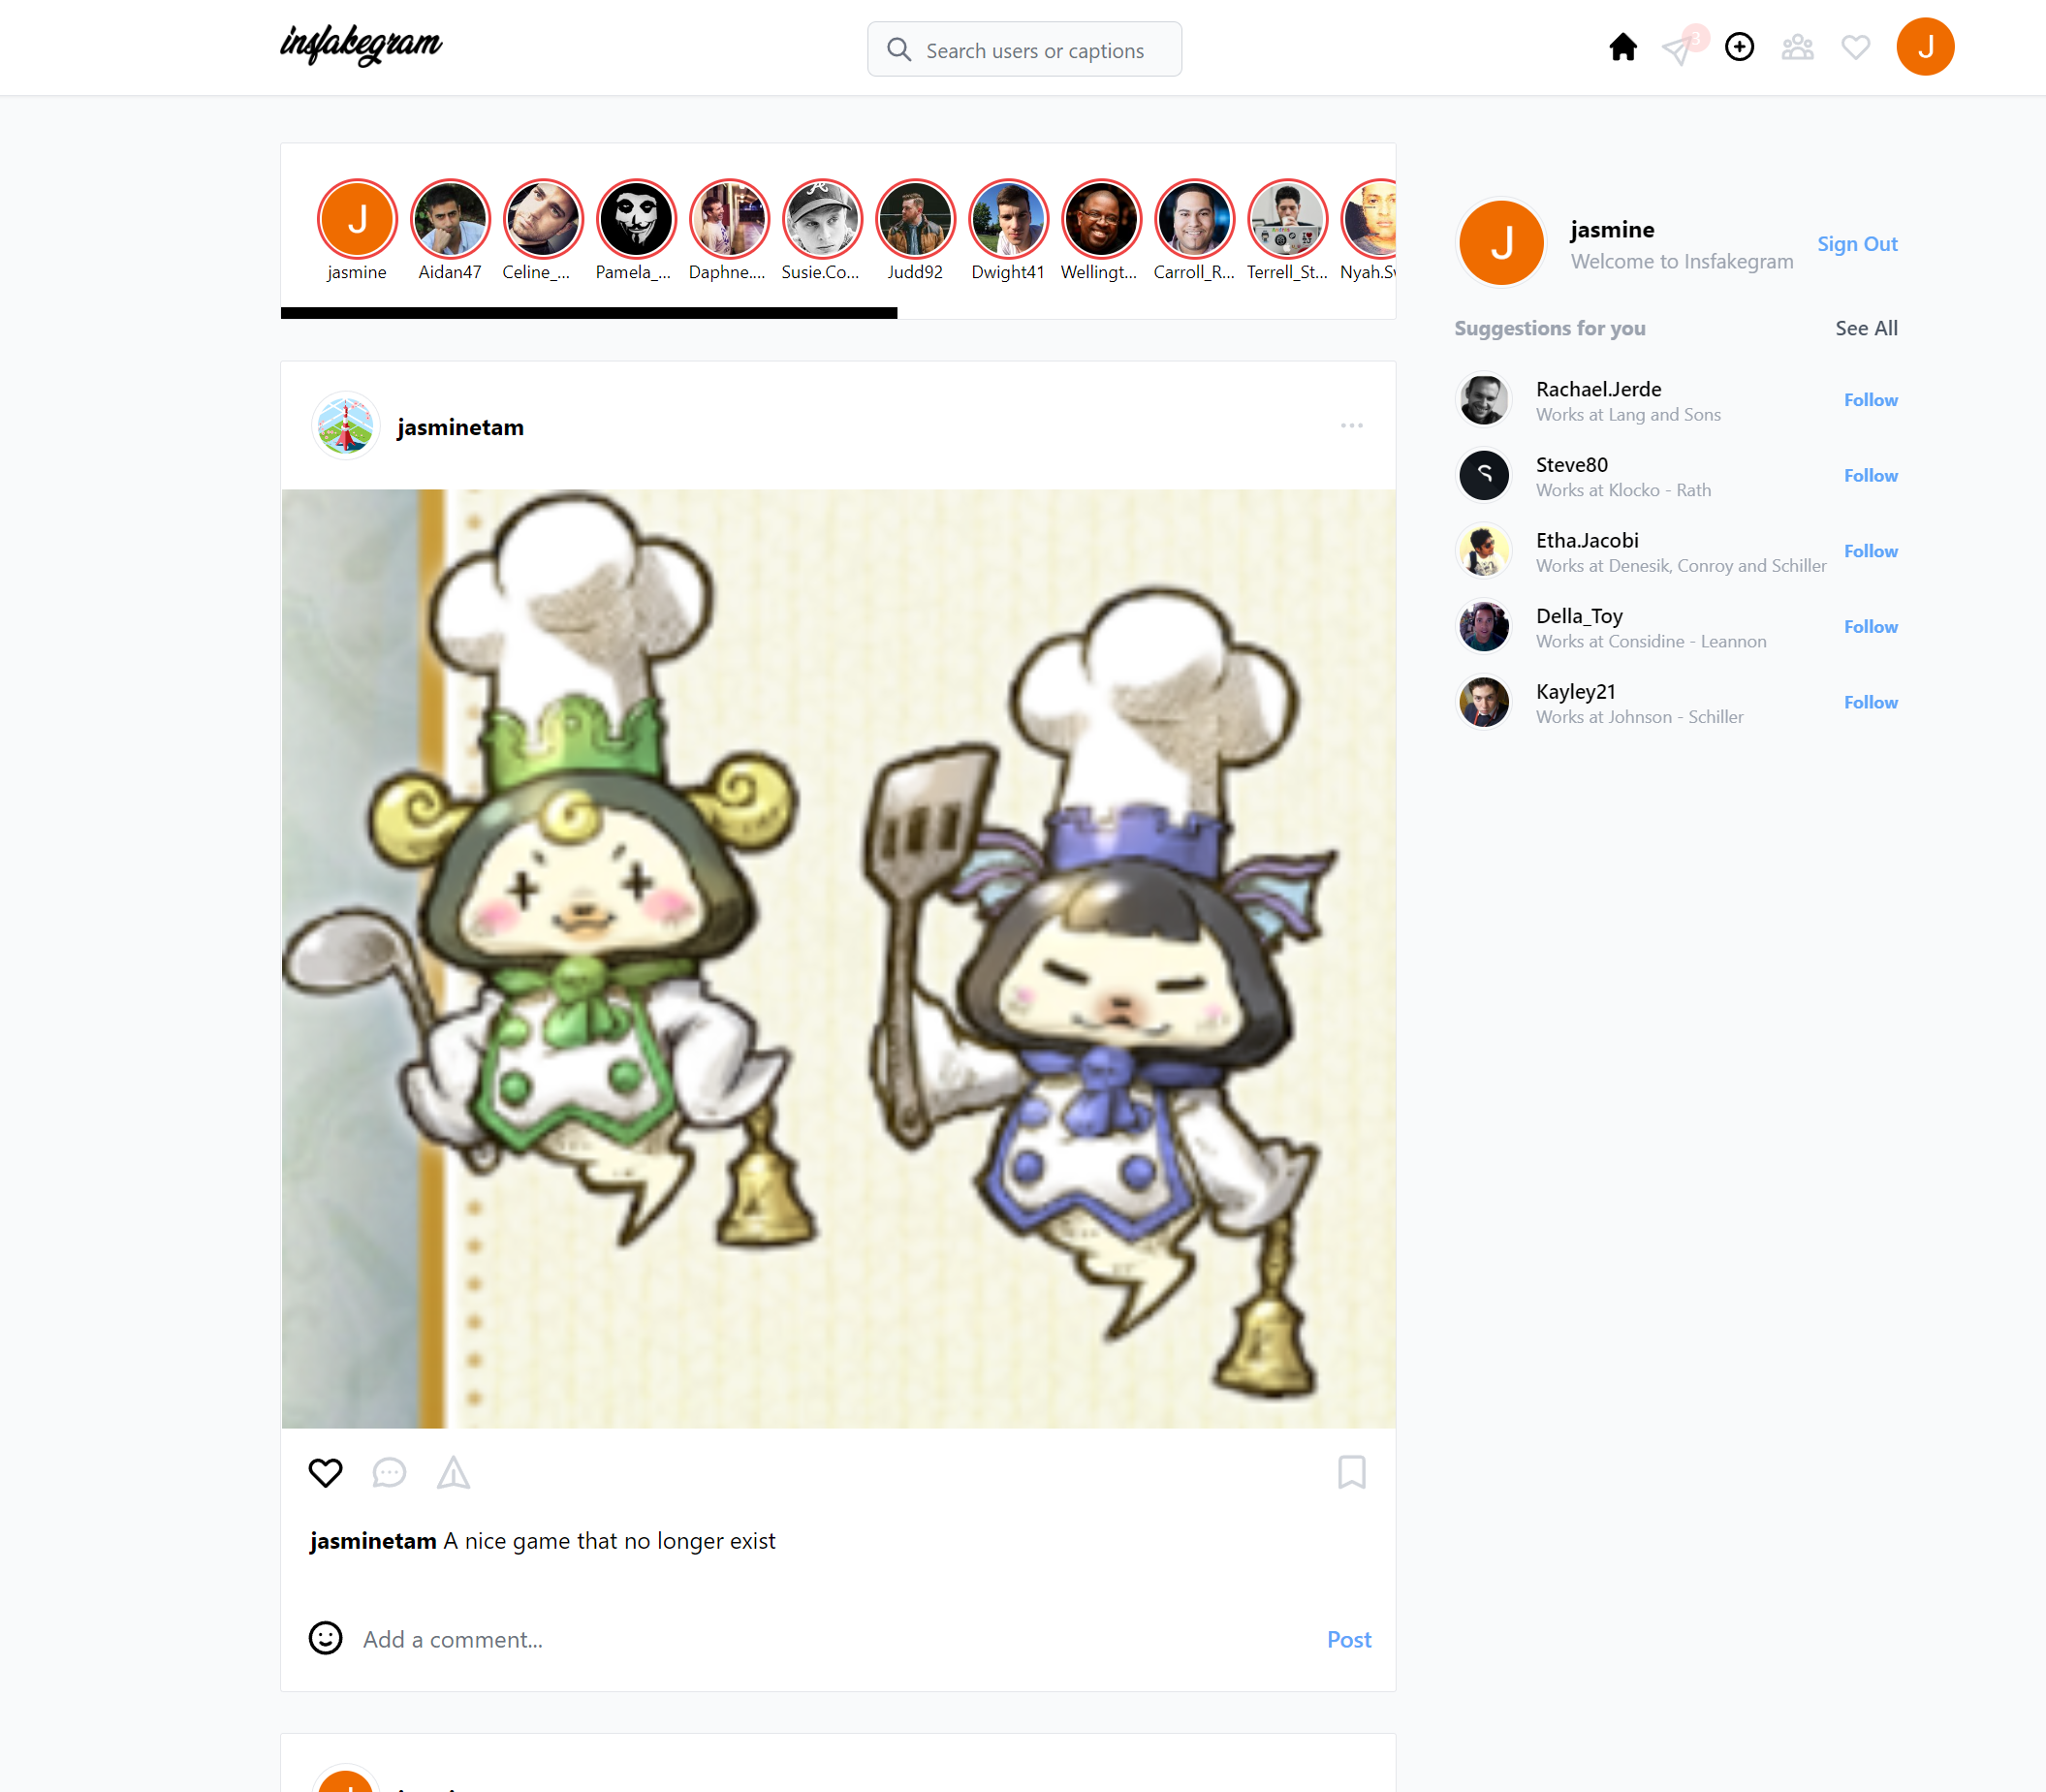 insfakegram
Search users or captions
3
J
J
jasmine
Aidan47
Celine_...
Pamela_...
Daphne....
Susie.Co...
Judd92
Dwight41
Wellingt...
Carroll_R...
Terrell_St...
Nyah.Sv
J
jasmine
Welcome to Insfakegram
Sign Out
Suggestions for you
See All
Rachael.Jerde
Works at Lang and Sons
Follow
Steve80
Works at Klocko - Rath
Follow
Etha.Jacobi
Works at Denesik, Conroy and Schiller
Follow
Della_Toy
Works at Considine - Leannon
Follow
Kayley21
Works at Johnson - Schiller
Follow
jasminetam
jasminetam A nice game that no longer exist
Add a comment...
Post